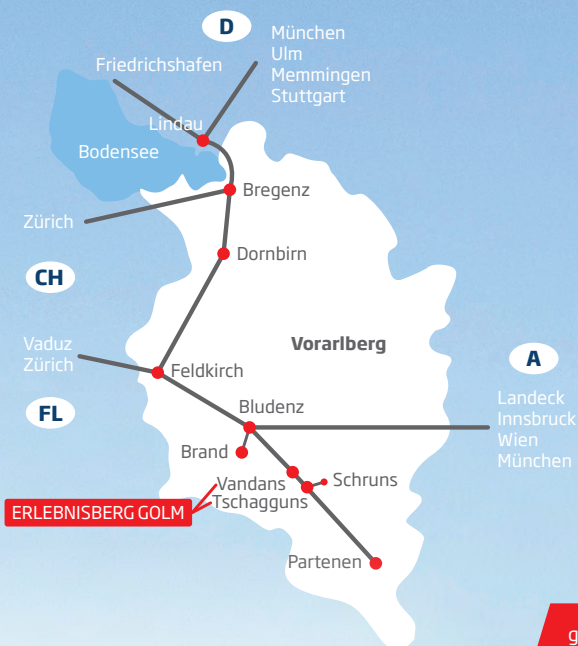 D
München
Ulm
Memmingen
Stuttgart
Friedrichshafen
Lindau
Bodensee
Bregenz
Zürich
Dornbirn
CH
Vorarlberg
Vaduz
Zürich
A
Feldkirch
FL
Landeck
Innsbruck
Wien
München
Bludenz
Brand
Vandans
Schruns
Tschagguns
ERLEBNISBERG GOLM
Partenen
g